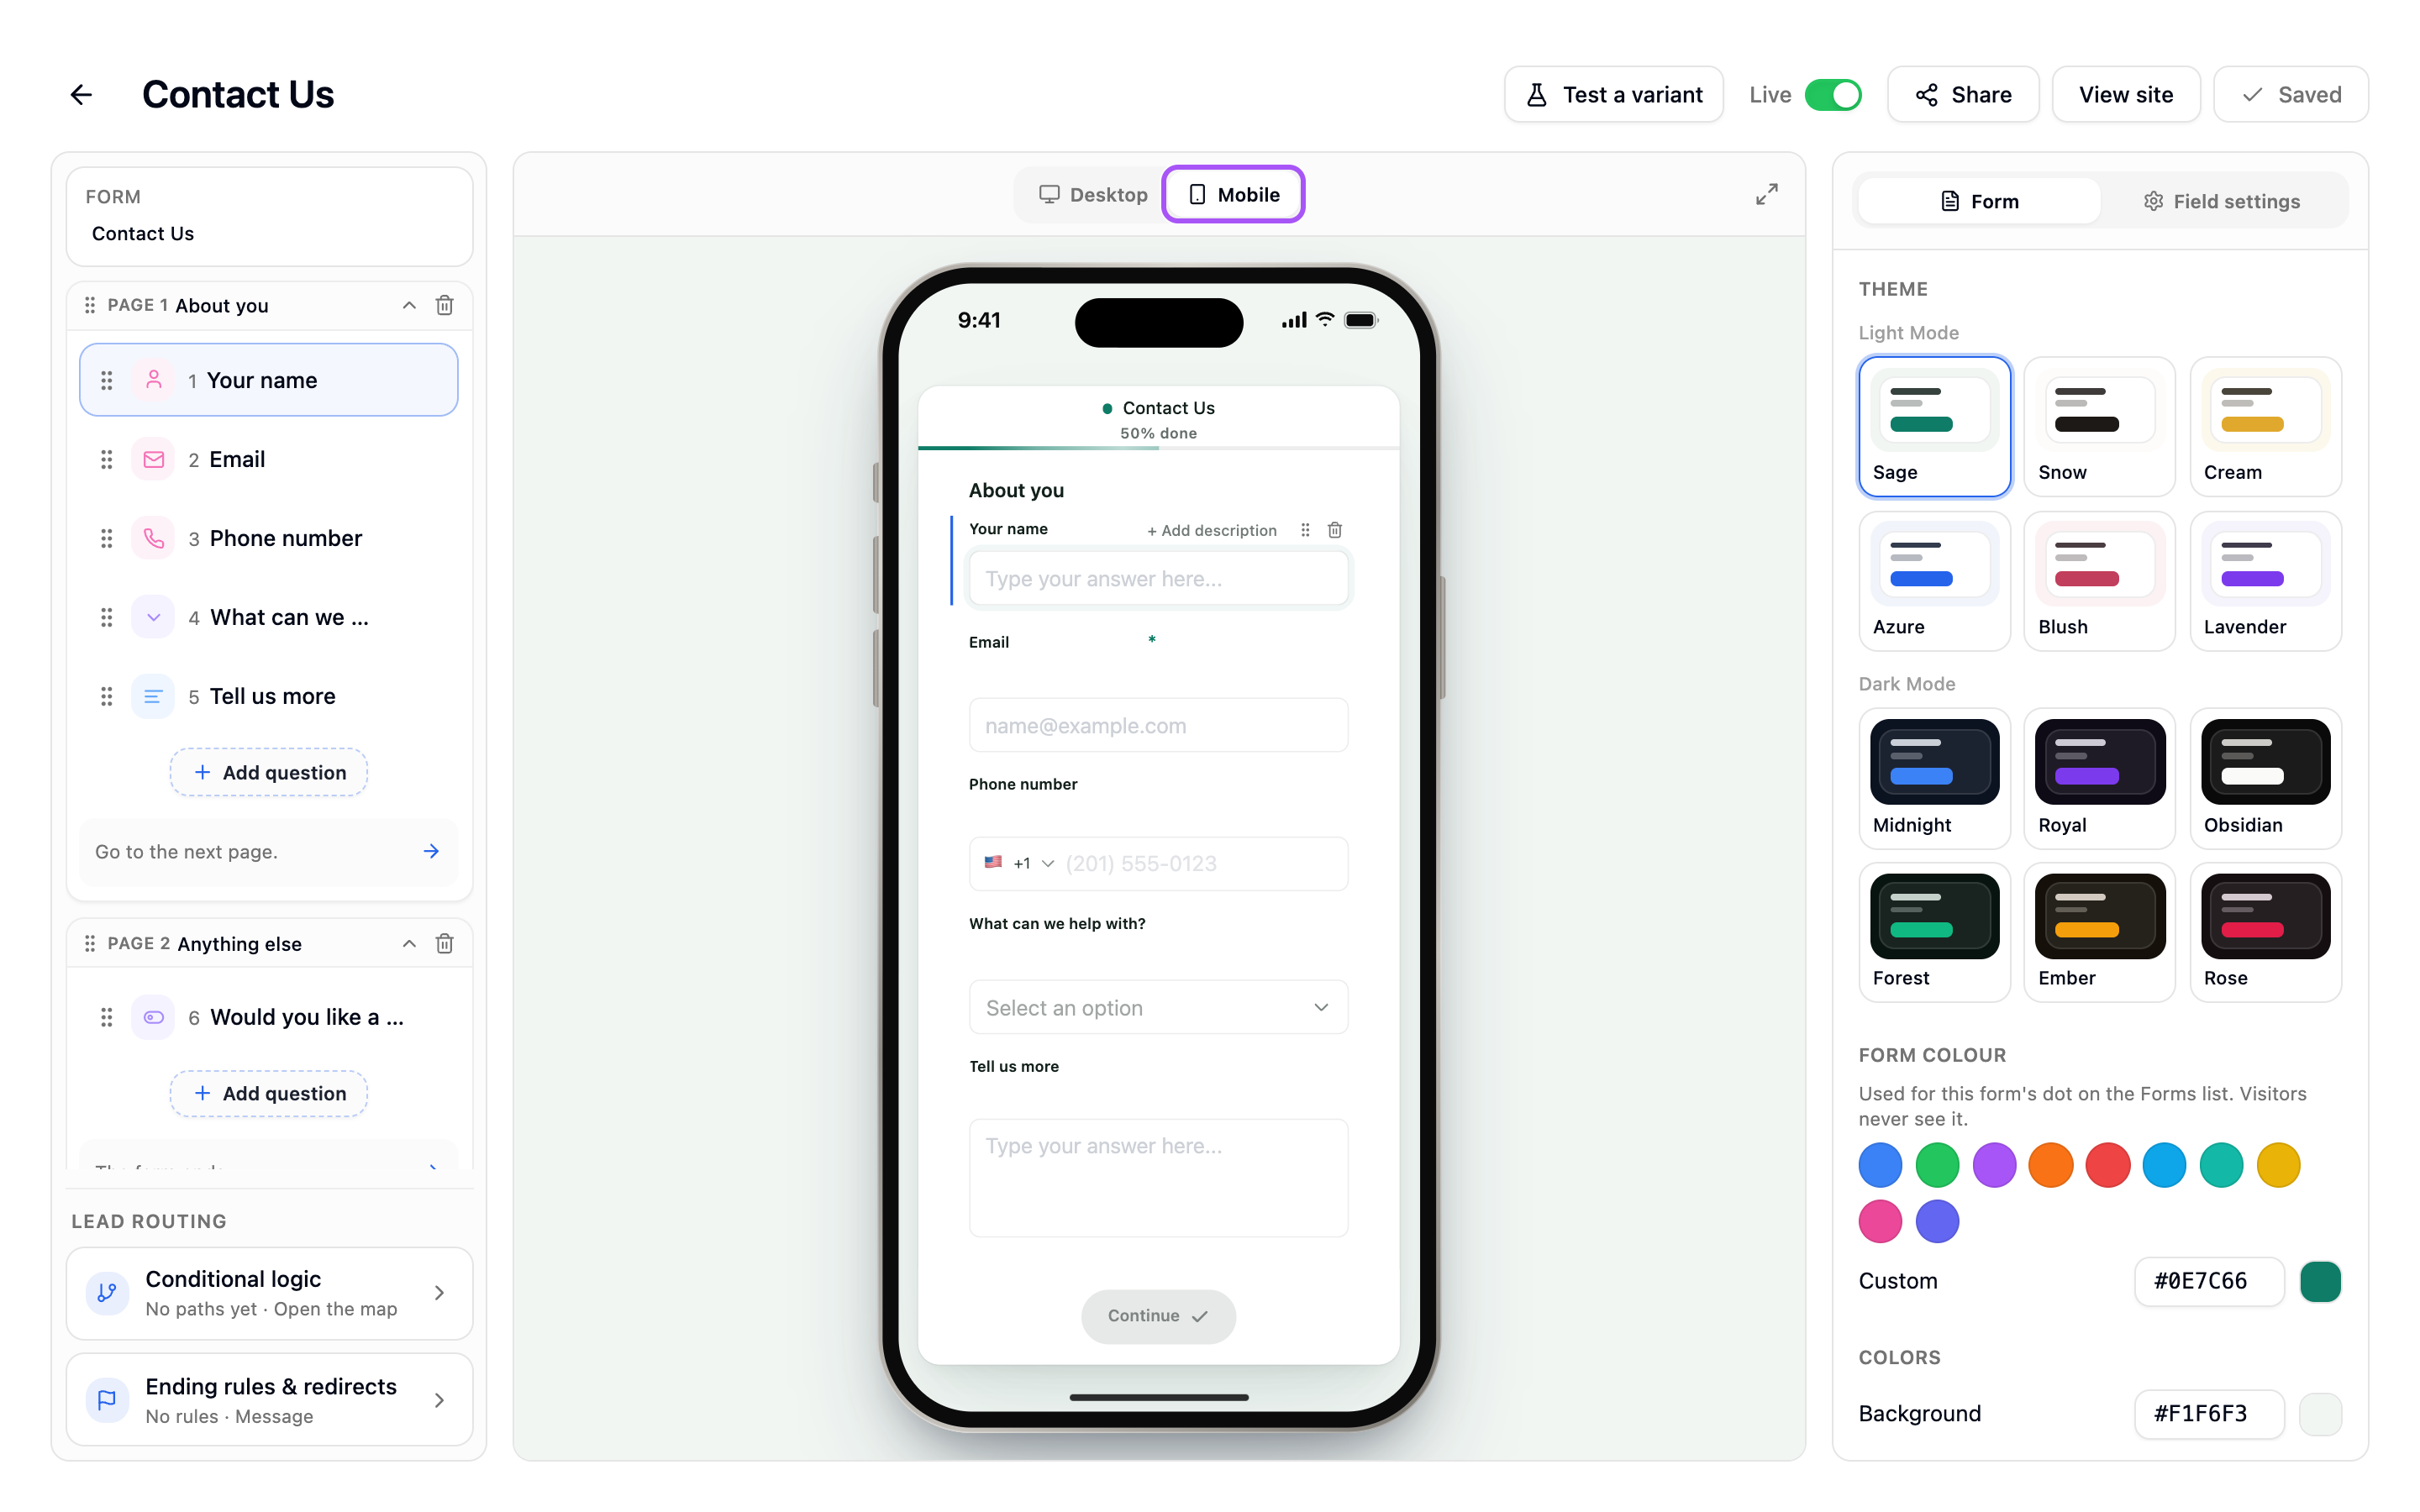 Contact Us
Test a variant
Live
Share
View site
Saved
FORM
Contact Us
PAGE 1 About you
1 Your name
2 Email
3 Phone number
4 What can we ...
5 Tell us more
+ Add question
Go to the next page.
PAGE 2 Anything else
6 Would you like a ...
+ Add question
LEAD ROUTING
Conditional logic
No paths yet · Open the map
Ending rules & redirects
No rules · Message
Desktop
Mobile
9:41
Contact Us
50% done
About you
Your name
+ Add description
Type your answer here...
Email *
name@example.com
Phone number
+1 (201) 555-0123
What can we help with?
Select an option
Tell us more
Type your answer here...
Continue
Form
Field settings
THEME
Light Mode
Sage
Snow
Cream
Azure
Blush
Lavender
Dark Mode
Midnight
Royal
Obsidian
Forest
Ember
Rose
FORM COLOUR
Used for this form's dot on the Forms list. Visitors
never see it.
Custom
#0E7C66
COLORS
Background
#F1F6F3